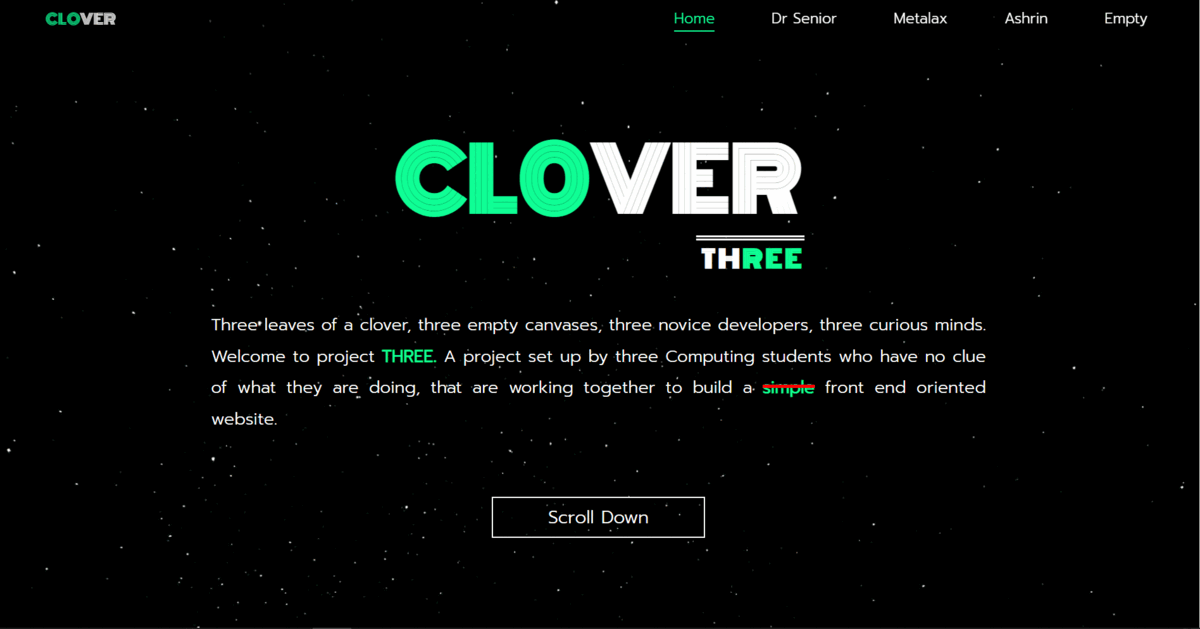 CLOVER
Home Dr Senior Metalax Ashrin Empty
CLOVER
THREE
Three leaves of a clover, three empty canvases, three novice developers, three curious minds.
Welcome to project THREE. A project set up by three Computing students who have no clue
of what they are doing, that are working together to build a simple front end oriented
website.
Scroll Down